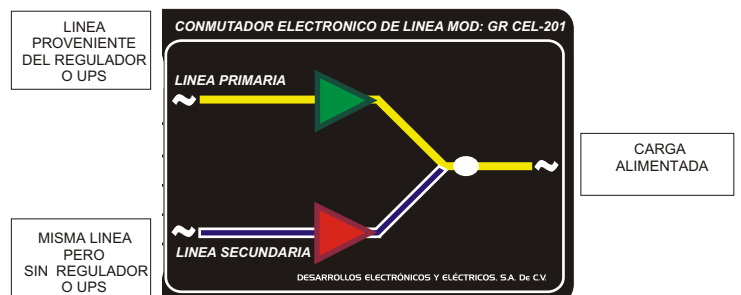 LINEA
PROVENIENTE
DEL REGULADOR
O UPS
CONMUTADOR ELECTRONICO DE LINEA MOD: GR CEL-201
LINEA PRIMARIA
CARGA
ALIMENTADA
MISMA LINEA
PERO
SIN REGULADOR
O UPS
LINEA SECUNDARIA
DESARROLLOS ELECTRÓNICOS Y ELÉCTRICOS. S.A. De C.V.